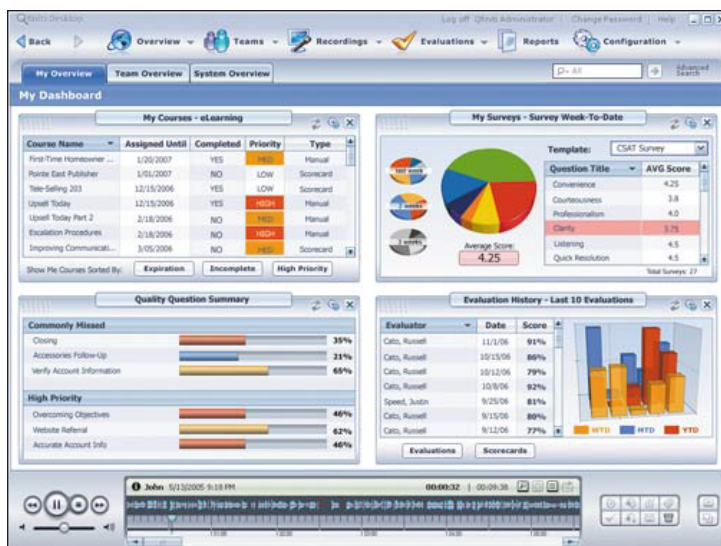 Log off Qfiniti Administrator | Change Password | Help
Back Overview Teams Recordings Evaluations Reports Configuration
My Overview Team Overview System Overview All Advanced Search
My Dashboard
My Courses - eLearning
Course Name Assigned Until Completed Priority Type
First-Time Homeowner ... 1/20/2007 YES MED Manual
Pointe East Publisher 1/01/2007 NO LOW Scorecard
Tele-Selling 203 12/15/2006 YES LOW Scorecard
Upsell Today 12/15/2006 YES HIGH Manual
Upsell Today Part 2 2/18/2006 NO MED Manual
Escalation Procedures 2/18/2006 NO HIGH Manual
Improving Communicati... 3/05/2006 NO MED Scorecard
Show Me Courses Sorted By: Expiration Incomplete High Priority
My Surveys - Survey Week-To-Date
last week
2 weeks
3 weeks
Average Score:
4.25
Template: CSAT Survey
Question Title AVG Score
Convenience 4.25
Courteousness 3.8
Professionalism 4.0
Clarity 3.75
Listening 4.5
Quick Resolution 4.5
Total Surveys: 27
Quality Question Summary
Commonly Missed
Closing 35%
Accessories Follow-Up 21%
Verify Account Information 65%
High Priority
Overcoming Objectives 46%
Website Referral 62%
Accurate Account Info 46%
Evaluation History - Last 10 Evaluations
Evaluator Date Score
Cato, Russell 11/1/06 91%
Cato, Russell 10/15/06 86%
Cato, Russell 10/12/06 79%
Cato, Russell 10/8/06 92%
Speed, Justin 9/25/06 81%
Cato, Russell 9/15/06 80%
Cato, Russell 9/12/06 77%
Evaluations Scorecards
WTD MTD YTD
John 5/13/2005 9:18 PM 00:00:32 | 00:09:38